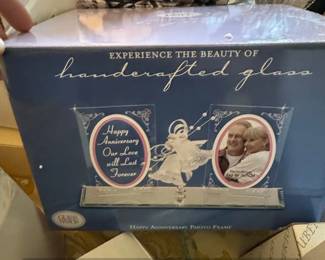 EXPERIENCE THE BEAUTY OF
handcrafted glass
Happy
Anniversary
Our Love
will Last
Forever
HAPPY ANNIVERSARY PHOTO FRAME